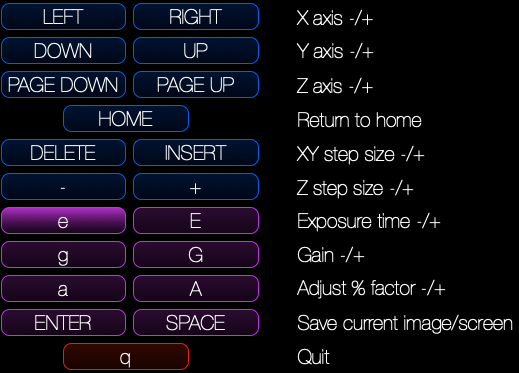 LEFT RIGHT X axis -/+
DOWN UP Y axis -/+
PAGE DOWN PAGE UP Z axis -/+
HOME Return to home
DELETE INSERT XY step size -/+
- + Z step size -/+
e E Exposure time -/+
g G Gain -/+
a A Adjust % factor -/+
ENTER SPACE Save current image/screen
q Quit